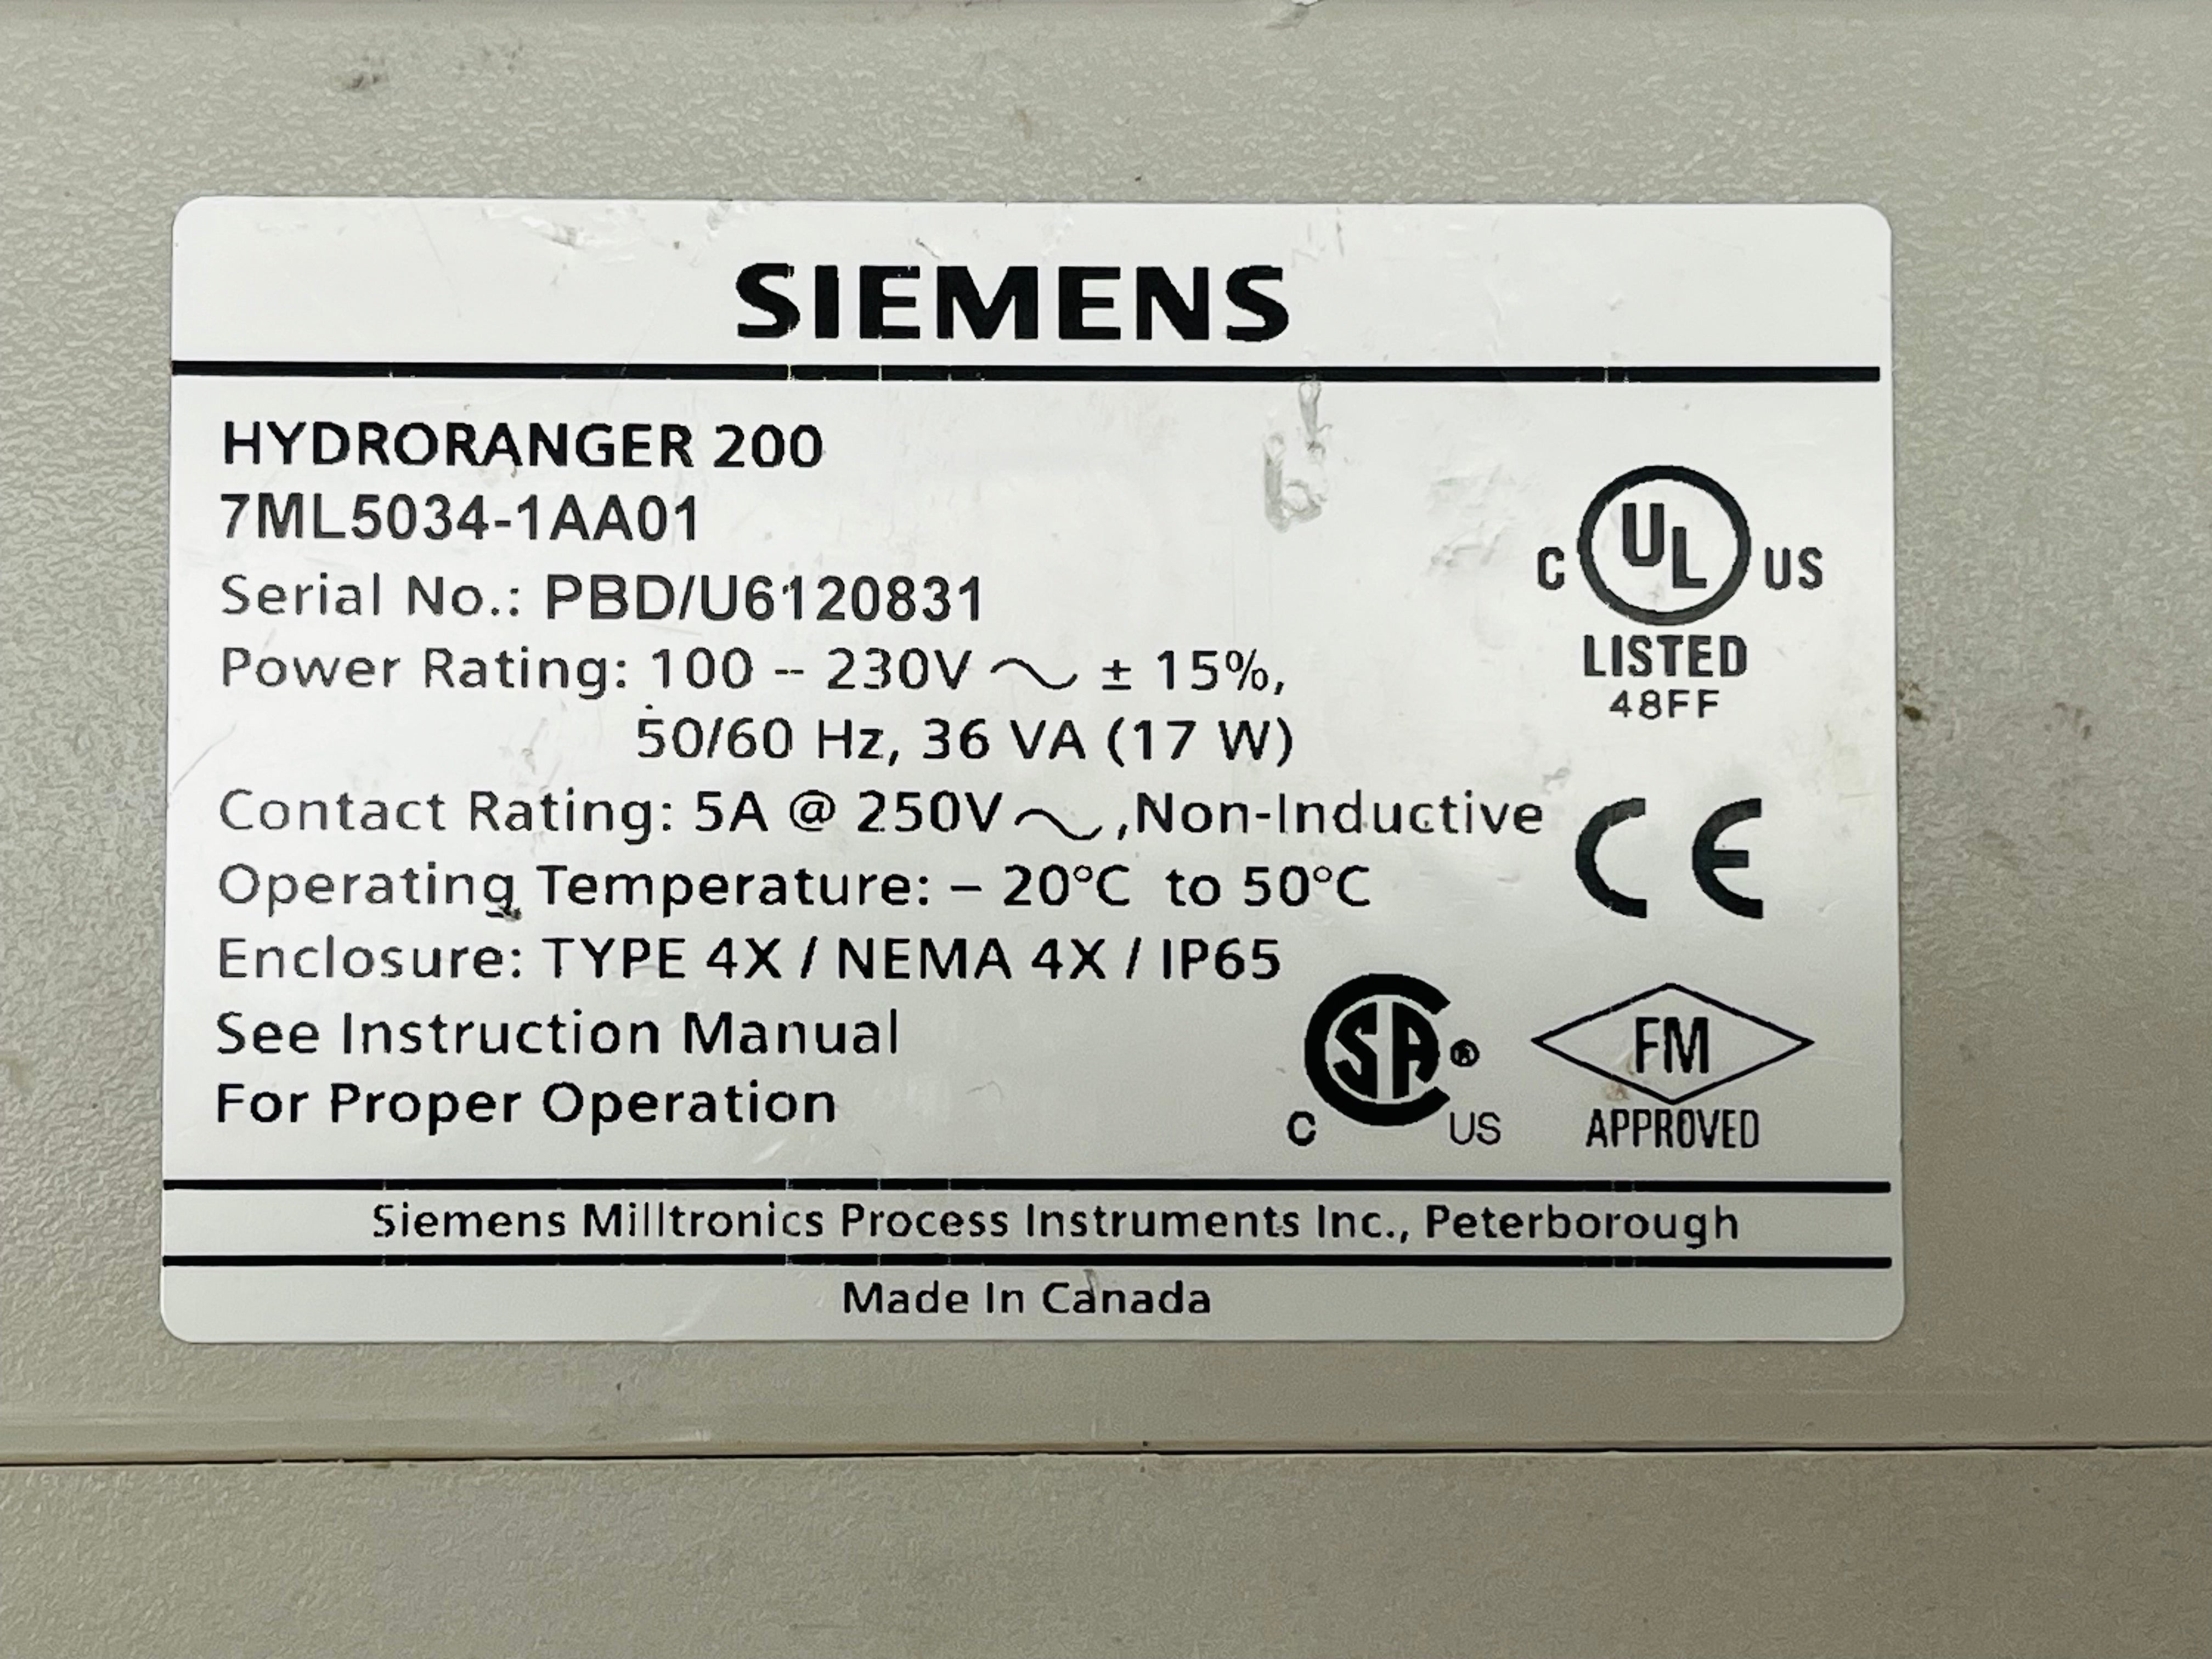 SIEMENS
HYDRORANGER 200
7ML5034-1AA01
Serial No.: PBD/U6120831
Power Rating: 100 -- 230V ~ ± 15%,
50/60 Hz, 36 VA (17 W)
Contact Rating: 5A @ 250V ~ ,Non-Inductive
Operating Temperature: – 20°C to 50°C
Enclosure: TYPE 4X / NEMA 4X / IP65
See Instruction Manual
For Proper Operation
C UL US
LISTED
48FF
CE
C SA ® US
FM
APPROVED
Siemens Milltronics Process Instruments Inc., Peterborough
Made In Canada